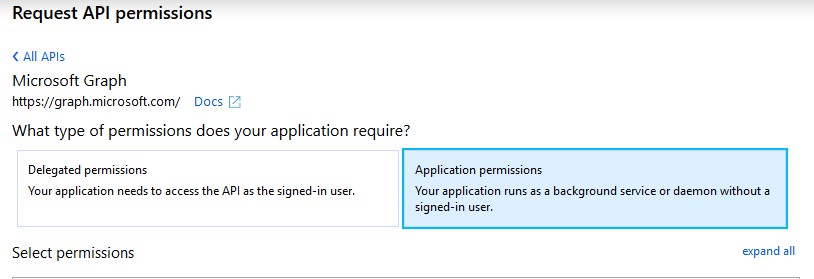 Request API permissions
All APIs
Microsoft Graph
https://graph.microsoft.com/ Docs
What type of permissions does your application require?
Delegated permissions
Your application needs to access the API as the signed-in user.
Application permissions
Your application runs as a background service or daemon without a
signed-in user.
Select permissions
expand all